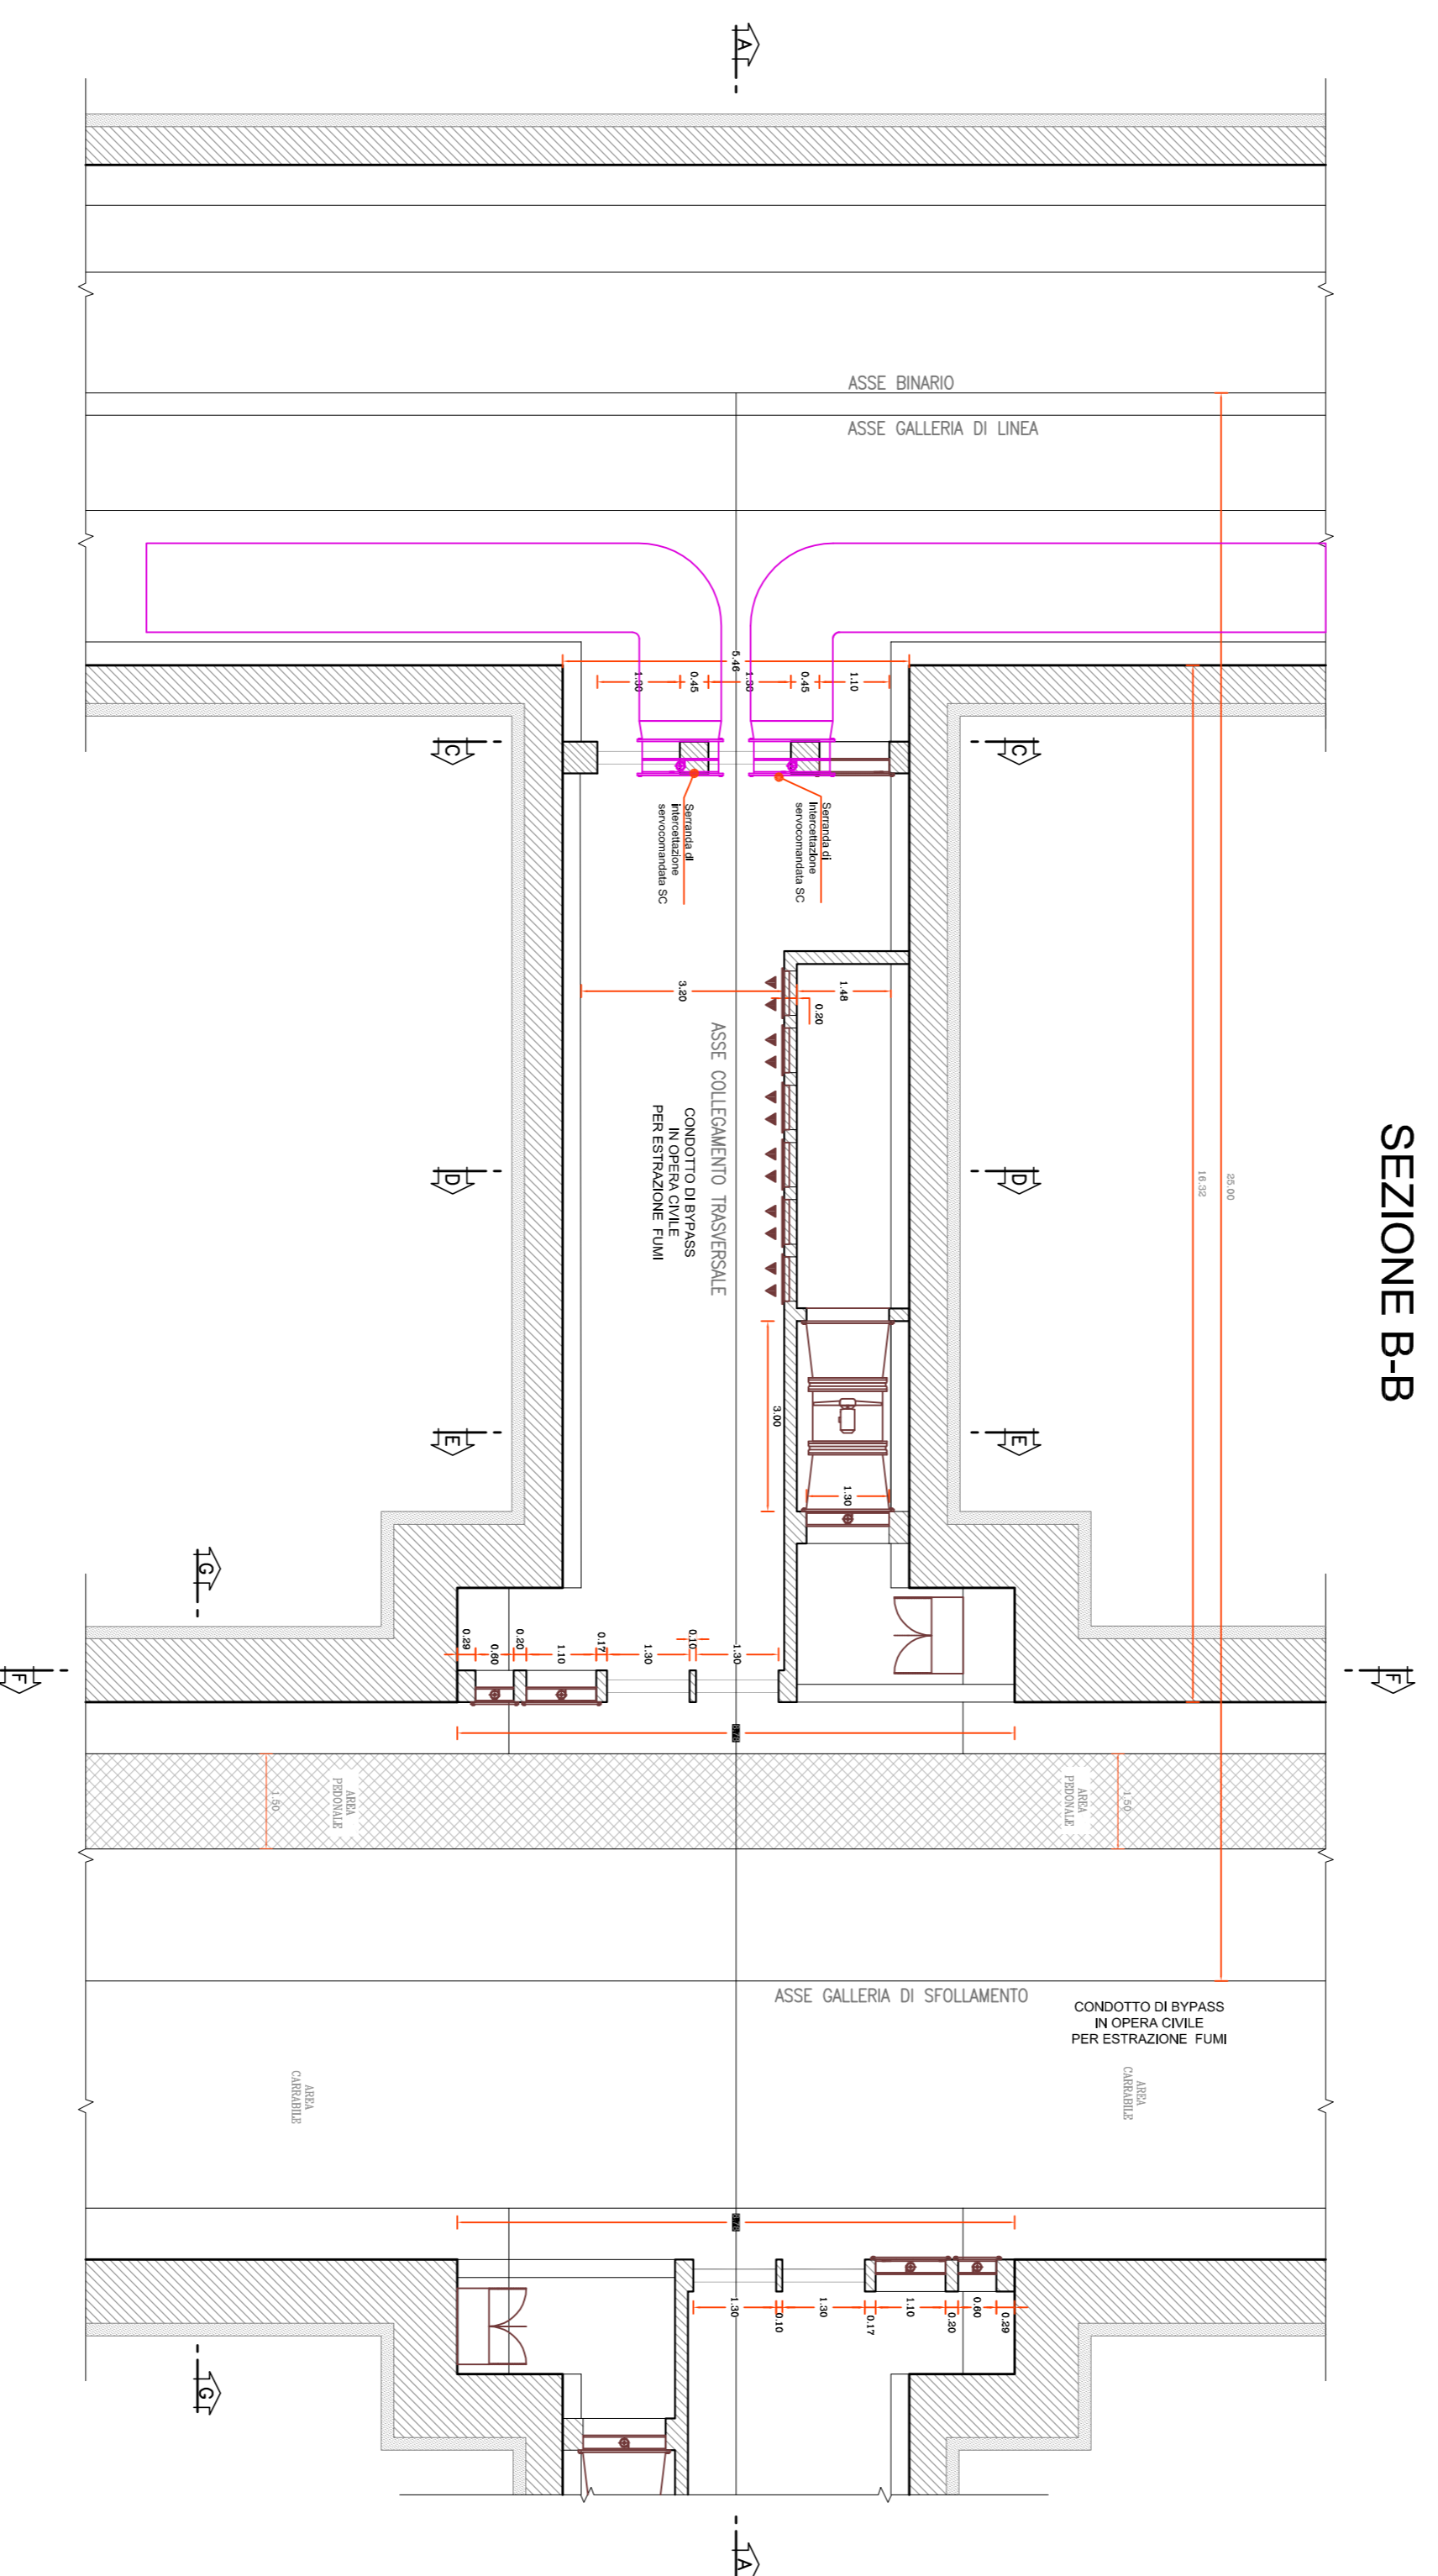 SEZIONE B-B
A
ASSE BINARIO
ASSE GALLERIA DI LINEA
25.00
16.32
5.46
1.30
0.45
1.30
0.45
1.10
C
C
Serranda di
intercettazione
servocomandata SC
Serranda di
Intercettazione
servocomandata SC
3.20
1.48
0.20
ASSE COLLEGAMENTO TRASVERSALE
CONDOTTO DI BYPASS
IN OPERA CIVILE
PER ESTRAZIONE FUMI
D
D
3.00
1.30
E
E
G
F
F
0.29
0.60
0.20
1.10
0.17
1.30
0.10
1.30
1.50
AREA
PEDONALE
AREA
PEDONALE
1.50
ASSE GALLERIA DI SFOLLAMENTO
CONDOTTO DI BYPASS
IN OPERA CIVILE
PER ESTRAZIONE FUMI
AREA
CARRABILE
AREA
CARRABILE
1.30
0.10
1.30
0.17
1.10
0.20
0.60
0.29
G
A